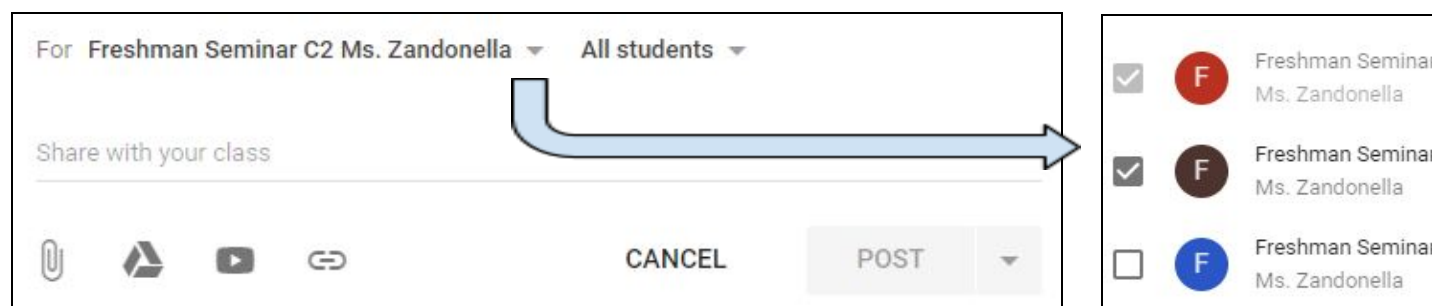 For Freshman Seminar C2 Ms. Zandonella All students
Share with your class
CANCEL POST
F Freshman Seminar
Ms. Zandonella
F Freshman Seminar
Ms. Zandonella
F Freshman Seminar
Ms. Zandonella